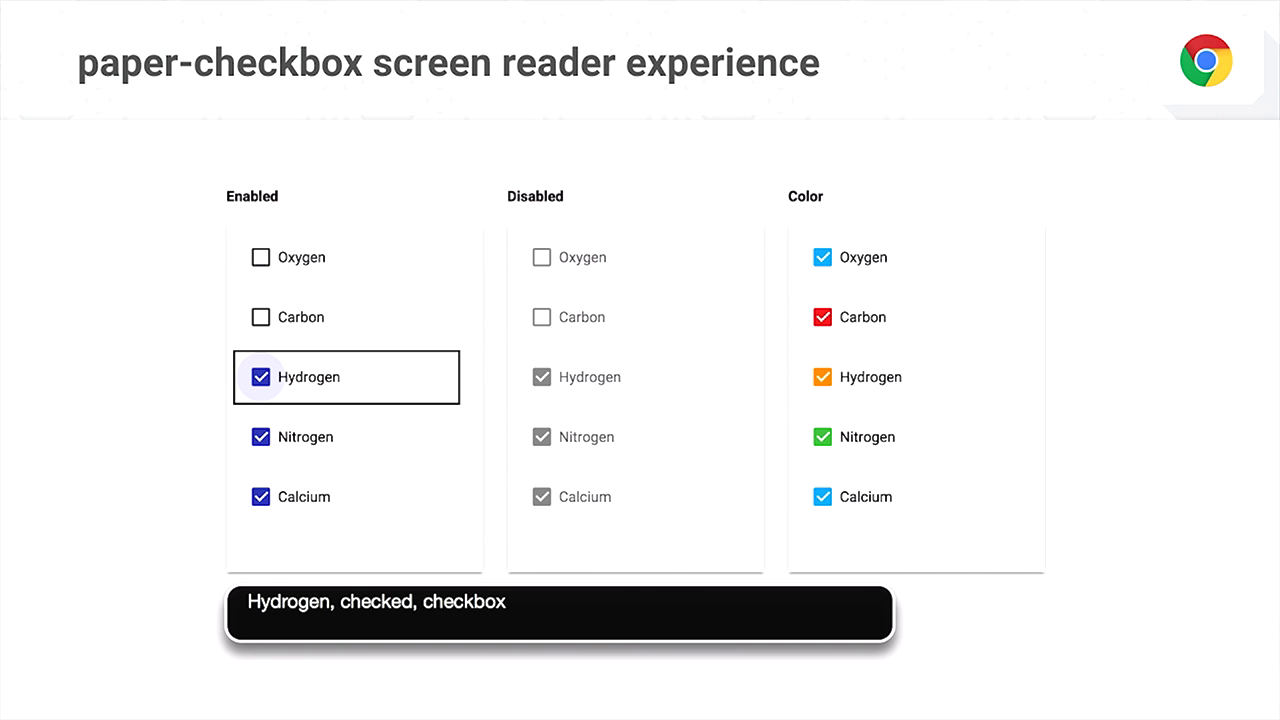 paper-checkbox screen reader experience
Enabled
Oxygen
Carbon
Hydrogen
Nitrogen
Calcium
Disabled
Oxygen
Carbon
Hydrogen
Nitrogen
Calcium
Color
Oxygen
Carbon
Hydrogen
Nitrogen
Calcium
Hydrogen, checked, checkbox